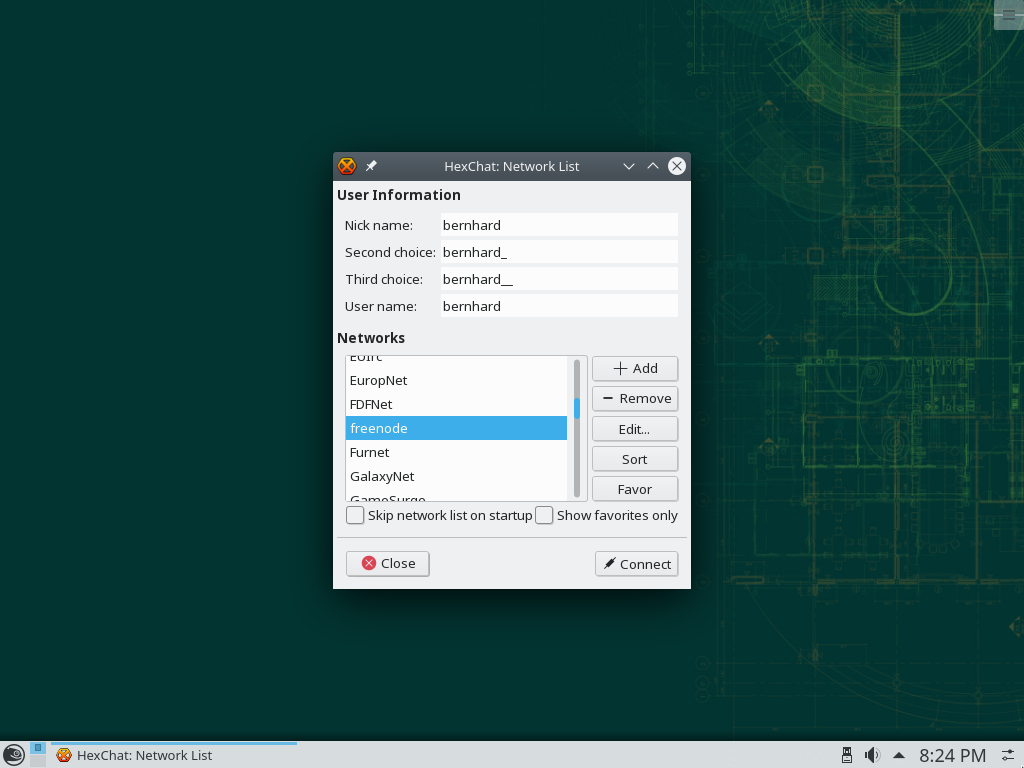 HexChat: Network List
User Information
Nick name: bernhard
Second choice: bernhard_
Third choice: bernhard__
User name: bernhard
Networks
EUIrc
EuropNet
FDFNet
freenode
Furnet
GalaxyNet
GameSurge
Add
Remove
Edit...
Sort
Favor
Skip network list on startup Show favorites only
Close Connect
HexChat: Network List 8:24 PM